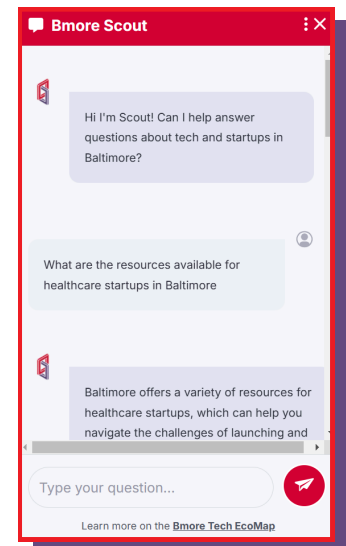 Bmore Scout
Hi I'm Scout! Can I help answer
questions about tech and startups in
Baltimore?
What are the resources available for
healthcare startups in Baltimore
Baltimore offers a variety of resources for
healthcare startups, which can help you
navigate the challenges of launching and
Type your question...
Learn more on the Bmore Tech EcoMap